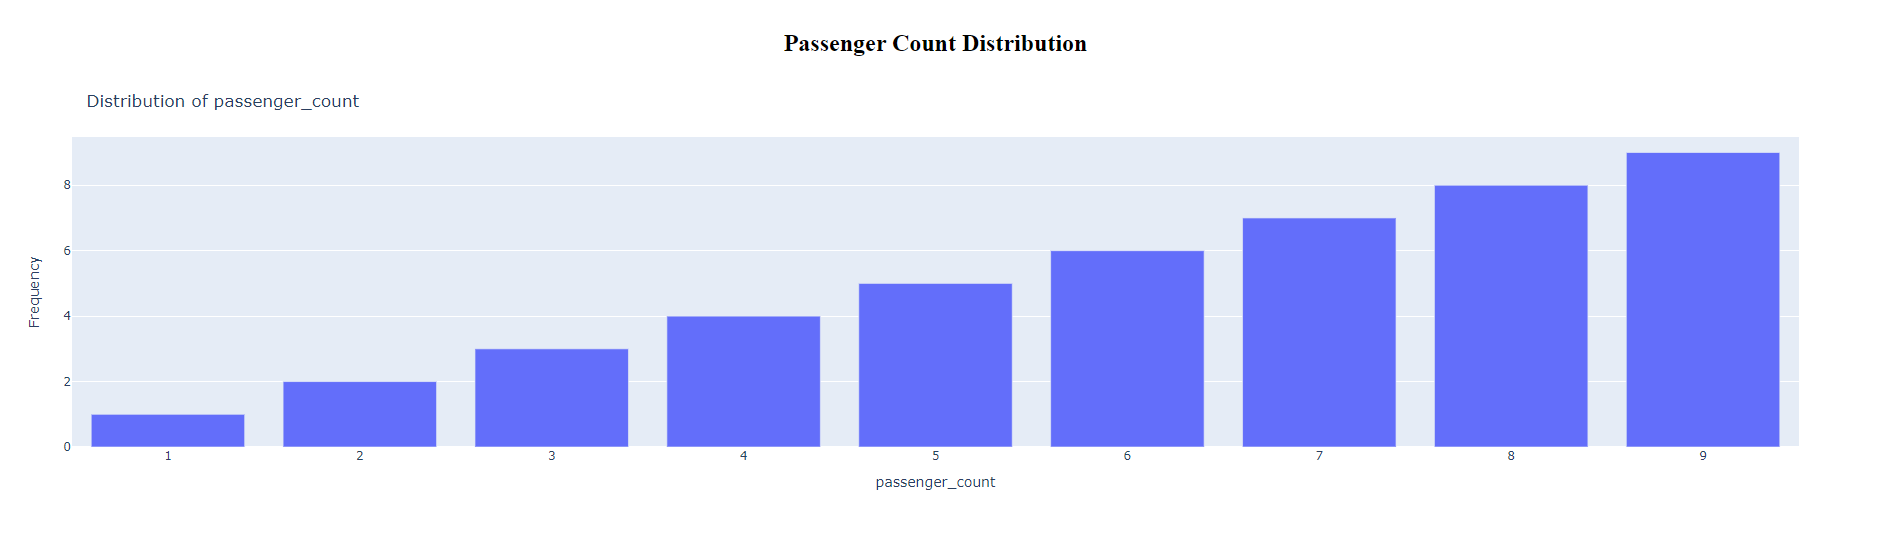 Passenger Count Distribution
Distribution of passenger_count
Frequency
8
6
4
2
0
1 2 3 4 5 6 7 8 9
passenger_count